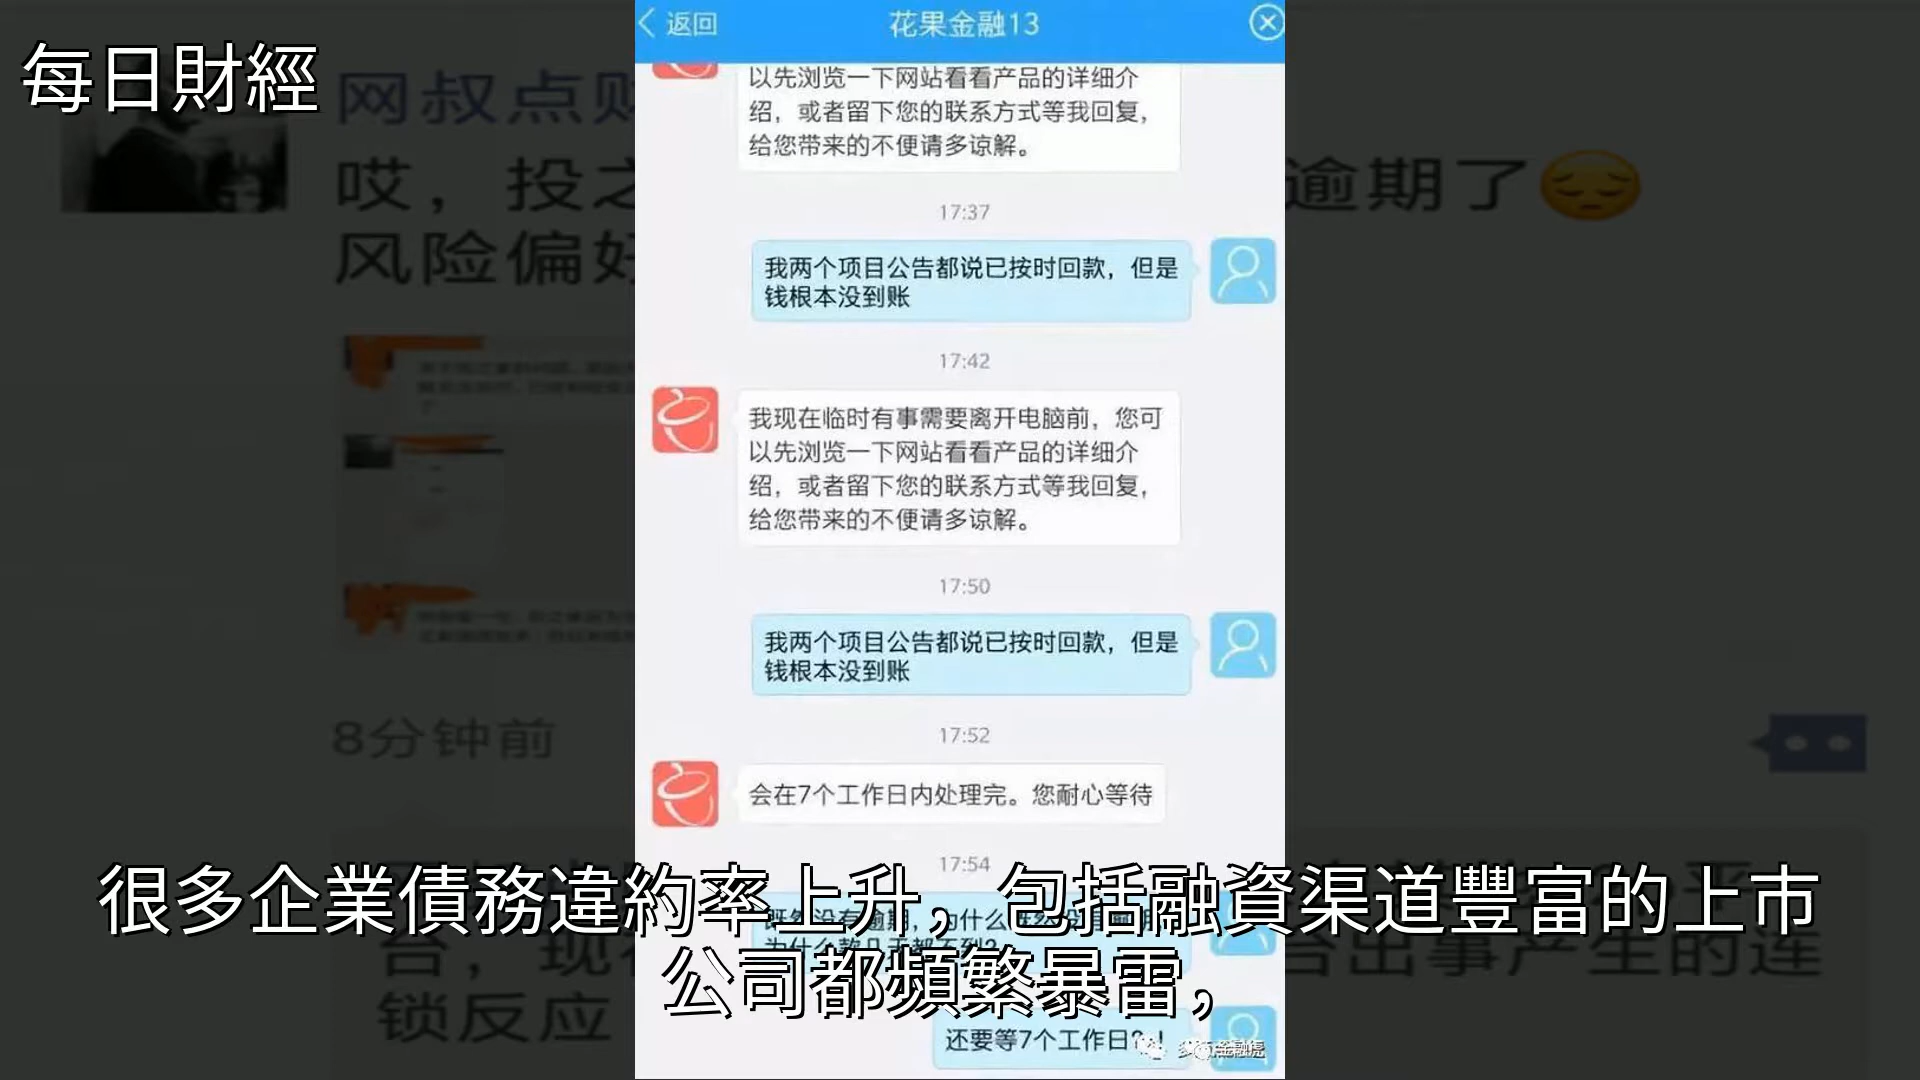 每日財經
返回
花果金融13
以先浏览一下网站看看产品的详细介
绍，或者留下您的联系方式等我回复，
给您带来的不便请多谅解。
17:37
我两个项目公告都说已按时回款，但是
钱根本没到账
17:42
我现在临时有事需要离开电脑前，您可
以先浏览一下网站看看产品的详细介
绍，或者留下您的联系方式等我回复，
给您带来的不便请多谅解。
17:50
我两个项目公告都说已按时回款，但是
钱根本没到账
17:52
会在7个工作日内处理完。您耐心等待
17:54
还要等7个工作日?!
网叔点
哎，投之
逾期了
风险偏好
8分钟前
台出事产生的连
锁反应
很多企業債務違約率上升，包括融資渠道豐富的上市
公司都頻繁暴雷，